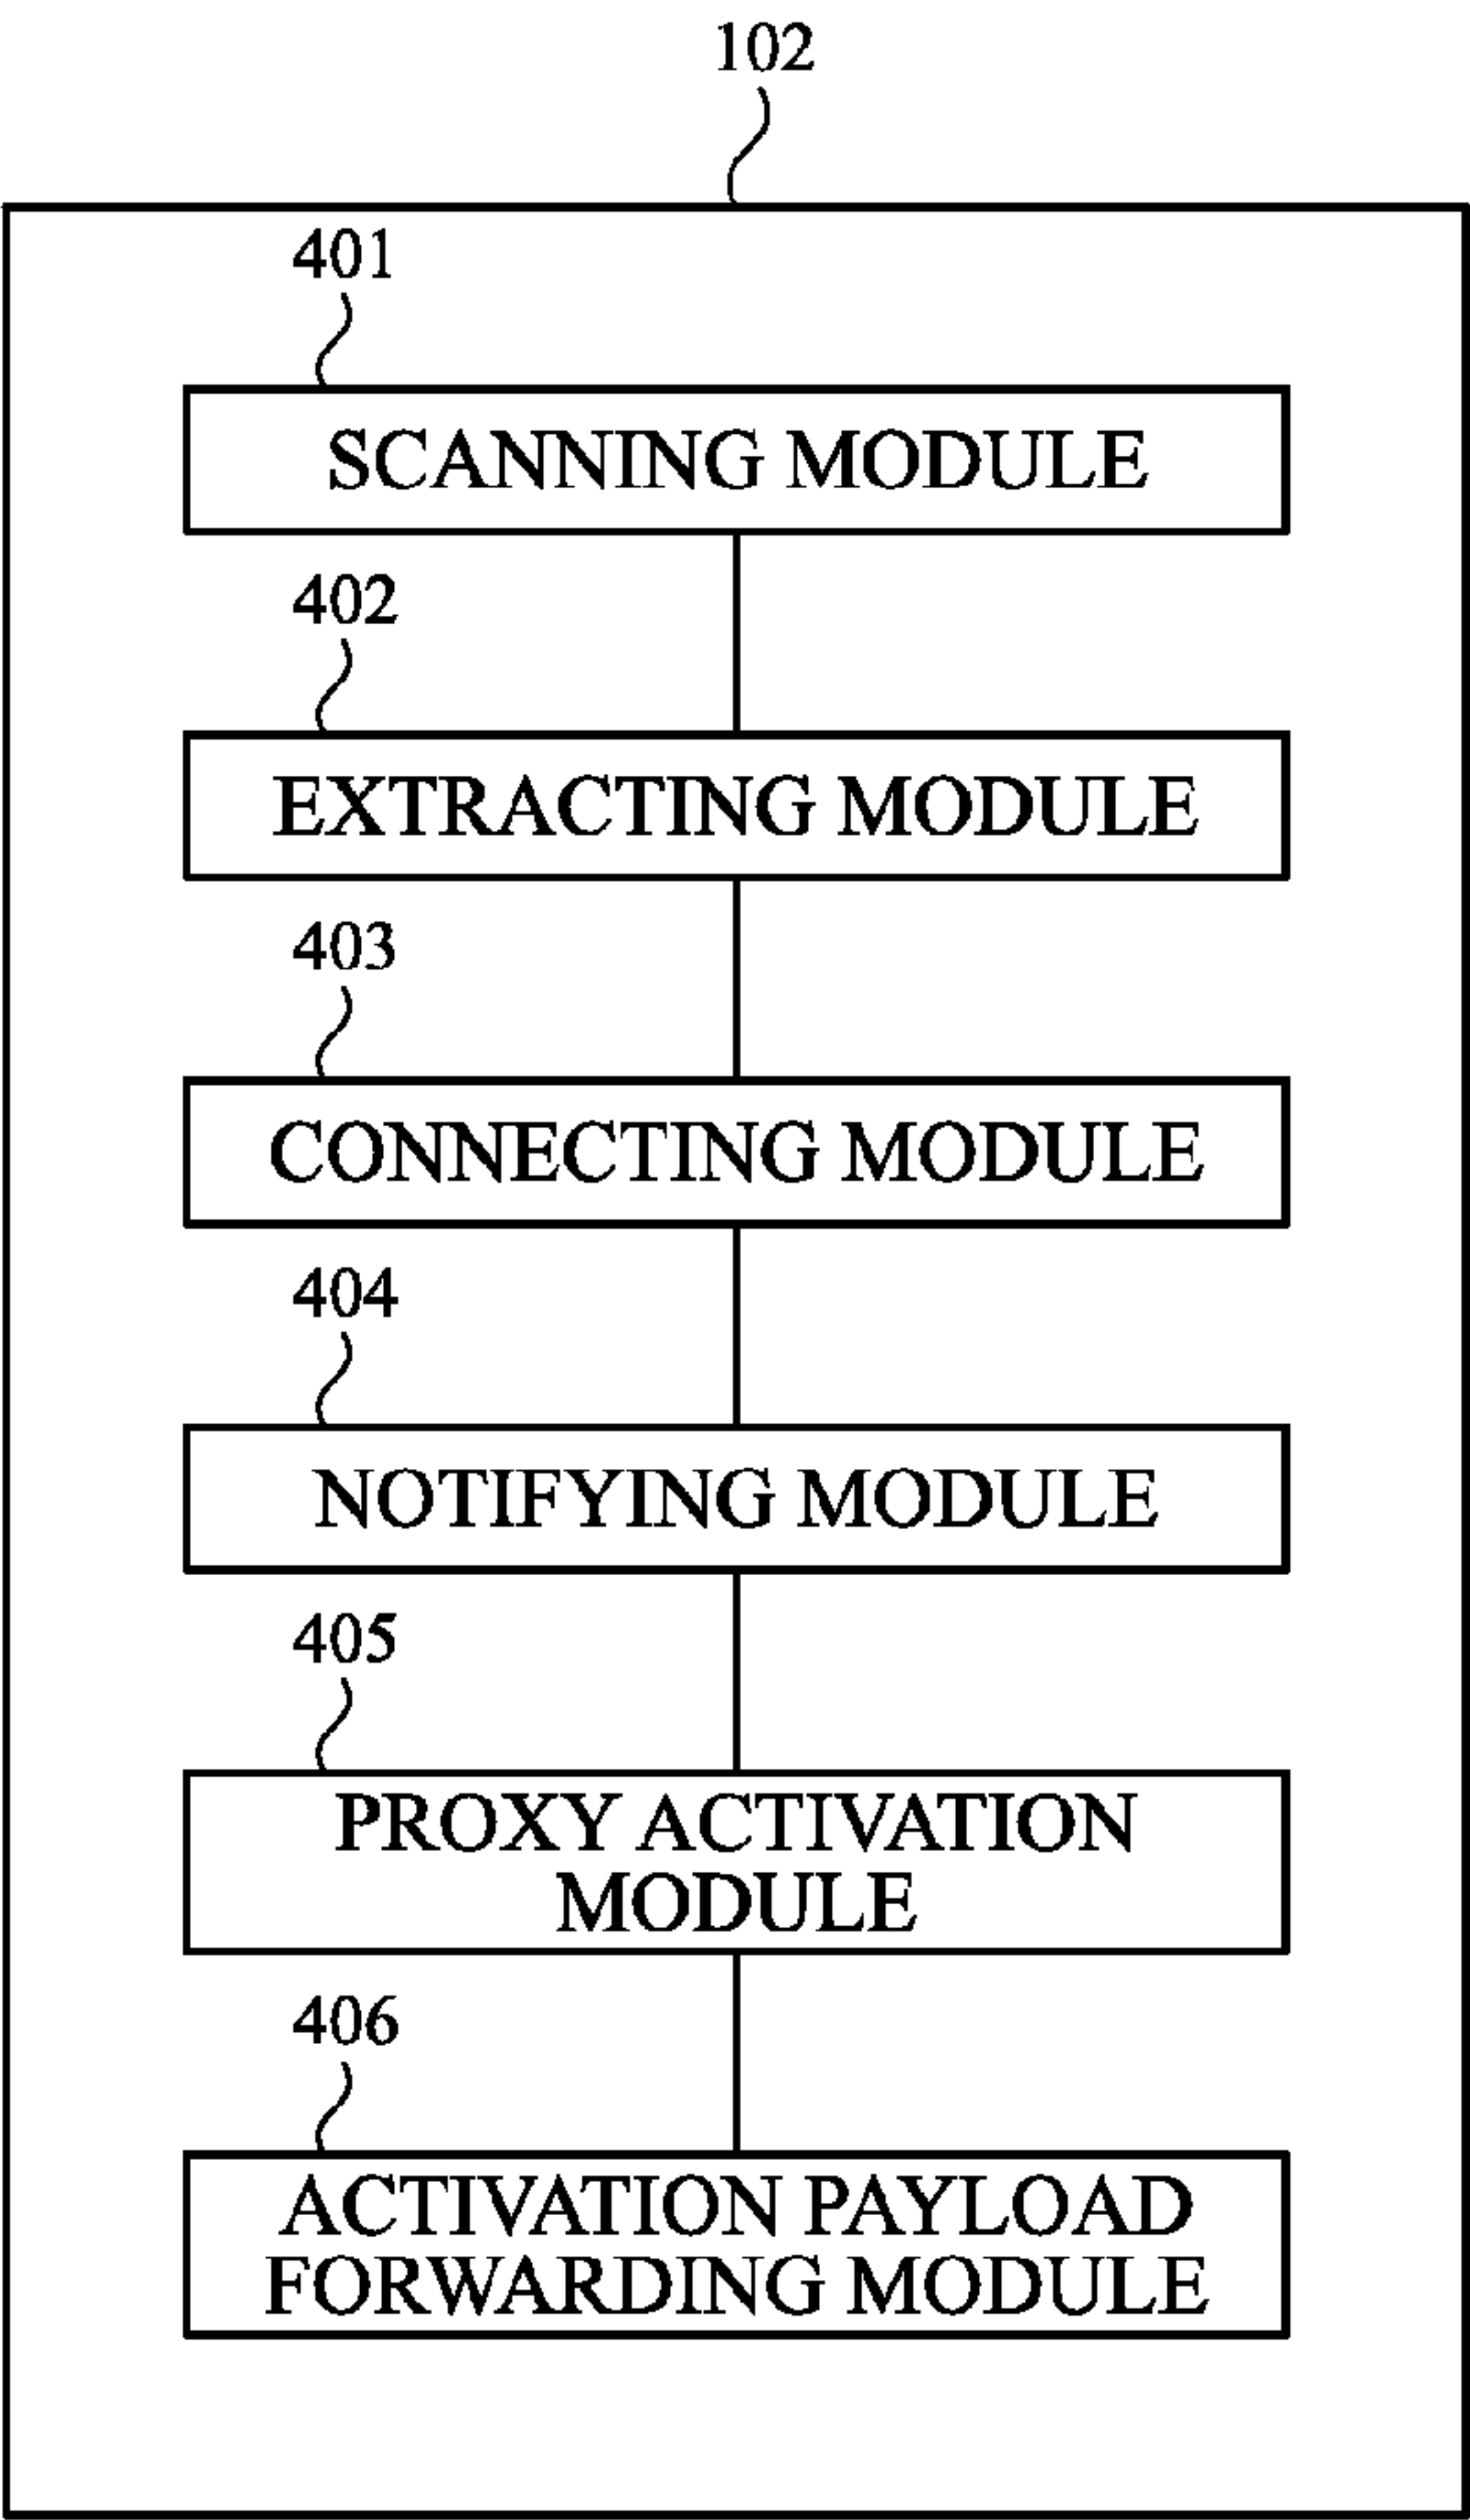 102
401
SCANNING MODULE
402
EXTRACTING MODULE
403
CONNECTING MODULE
404
NOTIFYING MODULE
405
PROXY ACTIVATION
MODULE
406
ACTIVATION PAYLOAD
FORWARDING MODULE